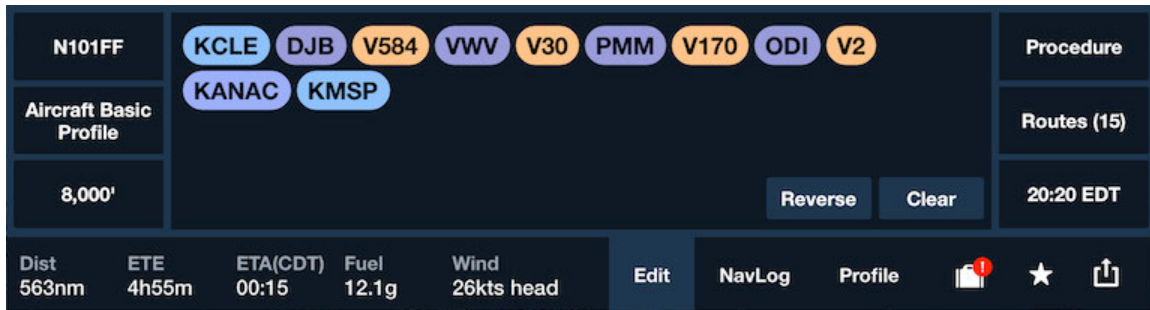 N101FF
Aircraft Basic
Profile
8,000'
KCLE DJB V584 VWV V30 PMM V170 ODI V2
KANAC KMSP
Reverse Clear
Procedure
Routes (15)
20:20 EDT
Dist ETE ETA(CDT) Fuel Wind
563nm 4h55m 00:15 12.1g 26kts head
Edit NavLog Profile !